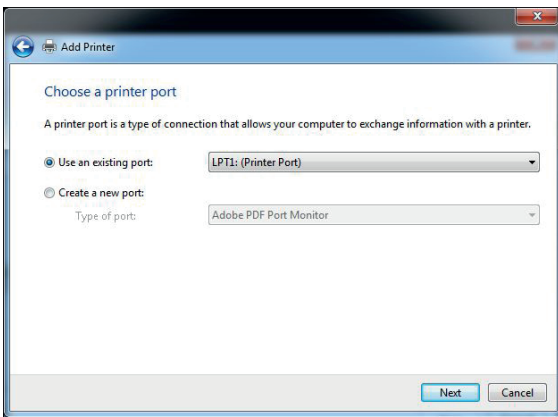 Add Printer
Choose a printer port
A printer port is a type of connection that allows your computer to exchange information with a printer.
Use an existing port: LPT1: (Printer Port)
Create a new port:
Type of port: Adobe PDF Port Monitor
Next Cancel